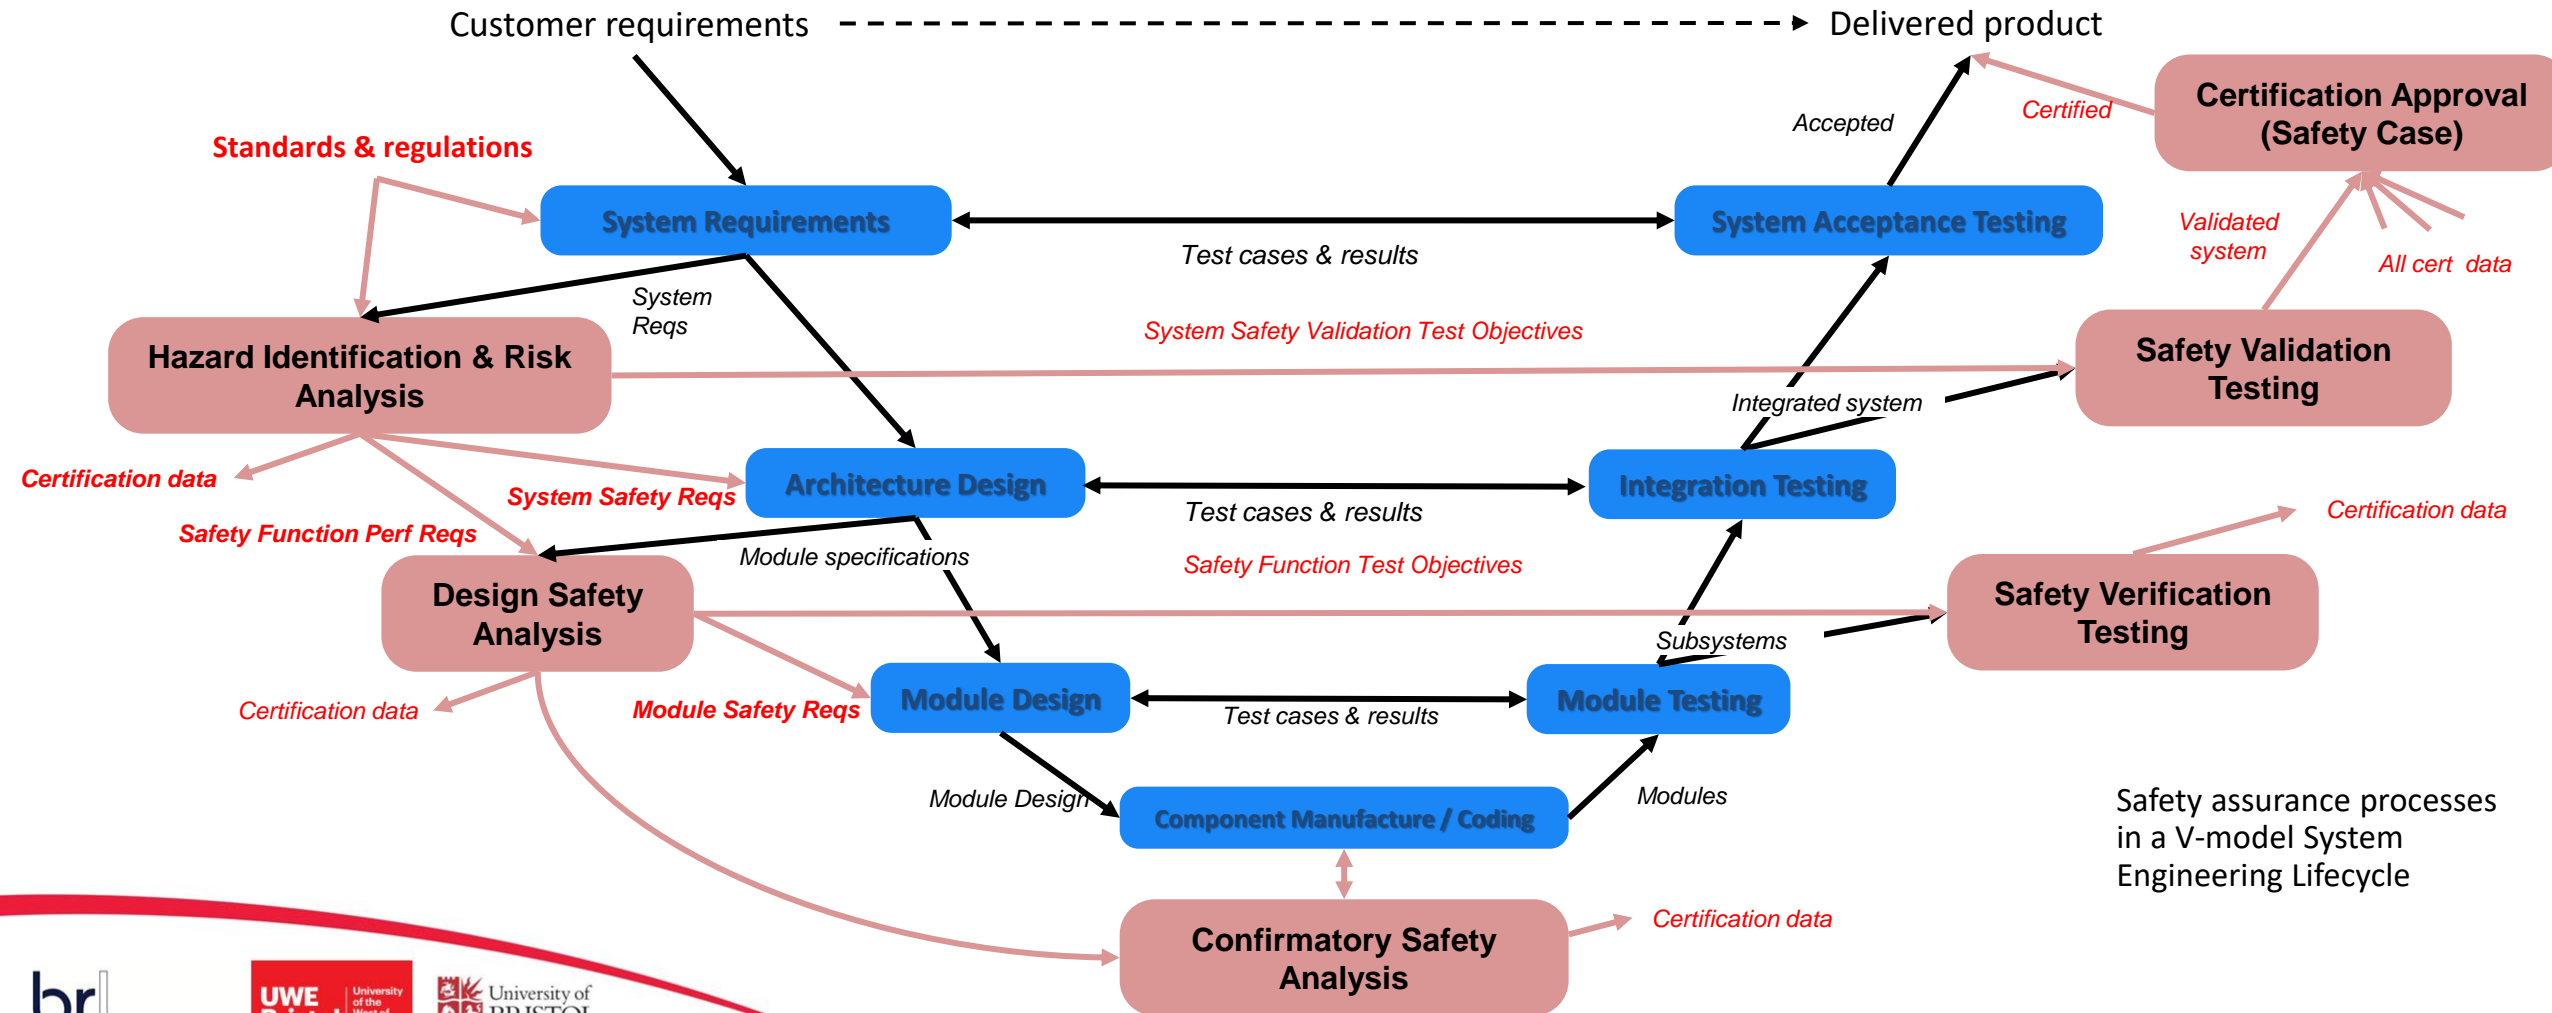 Customer requirements
Delivered product
Certification Approval
(Safety Case)
Certified
Accepted
Standards & regulations
System Requirements
System Acceptance Testing
Test cases & results
Validated
system
All cert data
System
Reqs
System Safety Validation Test Objectives
Hazard Identification & Risk
Analysis
Safety Validation
Testing
Integrated system
Certification data
System Safety Reqs
Architecture Design
Integration Testing
Test cases & results
Safety Function Perf Reqs
Module specifications
Safety Function Test Objectives
Certification data
Design Safety
Analysis
Safety Verification
Testing
Subsystems
Certification data
Module Safety Reqs
Module Design
Module Testing
Test cases & results
Module Design
Modules
Component Manufacture / Coding
Safety assurance processes
in a V-model System
Engineering Lifecycle
Confirmatory Safety
Analysis
Certification data
brl
UWE
University
of the
University of